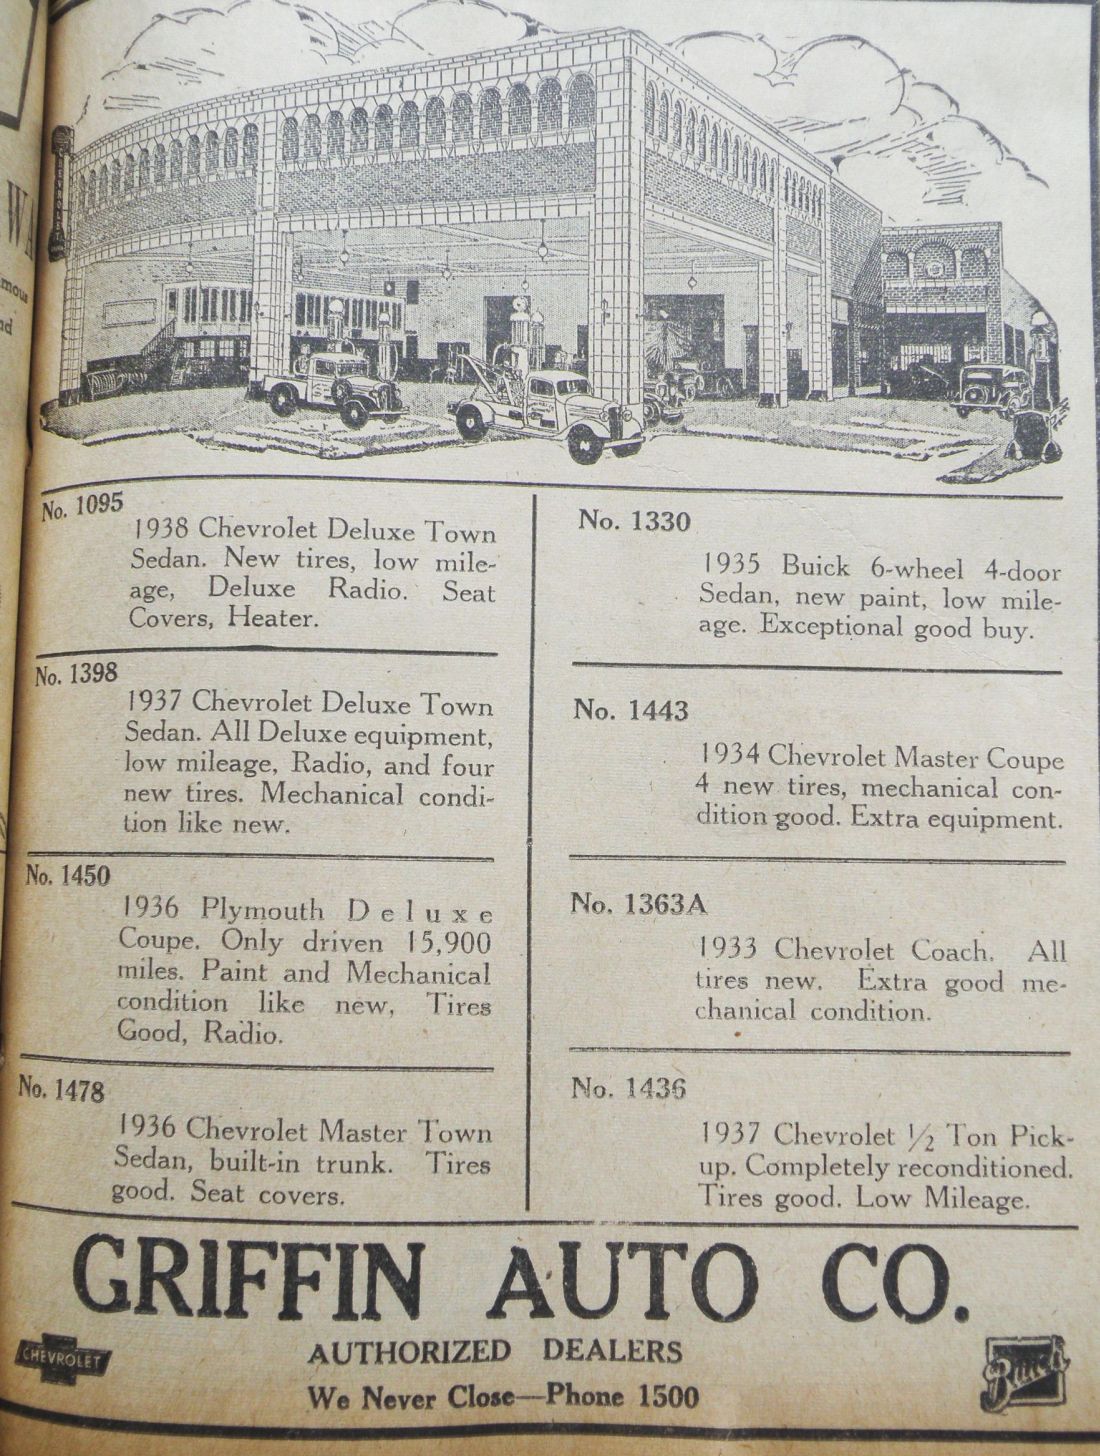 CHEVROLET
WA
mous
nd
No. 1095
1938 Chevrolet Deluxe Town
Sedan. New tires, low mile-
age, Deluxe Radio. Seat
Covers, Heater.
No. 1398
1937 Chevrolet Deluxe Town
Sedan. All Deluxe equipment,
low mileage, Radio, and four
new tires. Mechanical condi-
tion like new.
No. 1450
1936 Plymouth Deluxe
Coupe. Only driven 15,900
miles. Paint and Mechanical
condition like new, Tires
Good, Radio.
No. 1478
1936 Chevrolet Master Town
Sedan, built-in trunk. Tires
good. Seat covers.
No. 1330
1935 Buick 6-wheel 4-door
Sedan, new paint, low mile-
age. Exceptional good buy.
No. 1443
1934 Chevrolet Master Coupe
4 new tires, mechanical con-
dition good. Extra equipment.
No. 1363A
1933 Chevrolet Coach. All
tires new. Extra good me-
chanical condition.
No. 1436
1937 Chevrolet ½ Ton Pick-
up. Completely reconditioned.
Tires good. Low Mileage.
GRIFFIN AUTO CO.
AUTHORIZED DEALERS
We Never Close—Phone 1500
CHEVROLET
Buick